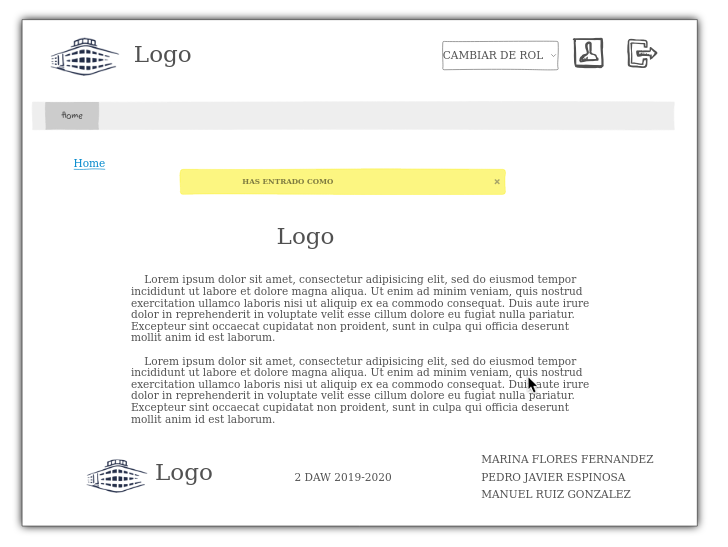 Logo
CAMBIAR DE ROL
Home
Home
HAS ENTRADO COMO
Logo
Lorem ipsum dolor sit amet, consectetur adipisicing elit, sed do eiusmod tempor
incididunt ut labore et dolore magna aliqua. Ut enim ad minim veniam, quis nostrud
exercitation ullamco laboris nisi ut aliquip ex ea commodo consequat. Duis aute irure
dolor in reprehenderit in voluptate velit esse cillum dolore eu fugiat nulla pariatur.
Excepteur sint occaecat cupidatat non proident, sunt in culpa qui officia deserunt
mollit anim id est laborum.
Lorem ipsum dolor sit amet, consectetur adipisicing elit, sed do eiusmod tempor
incididunt ut labore et dolore magna aliqua. Ut enim ad minim veniam, quis nostrud
exercitation ullamco laboris nisi ut aliquip ex ea commodo consequat. Duis aute irure
dolor in reprehenderit in voluptate velit esse cillum dolore eu fugiat nulla pariatur.
Excepteur sint occaecat cupidatat non proident, sunt in culpa qui officia deserunt
mollit anim id est laborum.
Logo
2 DAW 2019-2020
MARINA FLORES FERNANDEZ
PEDRO JAVIER ESPINOSA
MANUEL RUIZ GONZALEZ